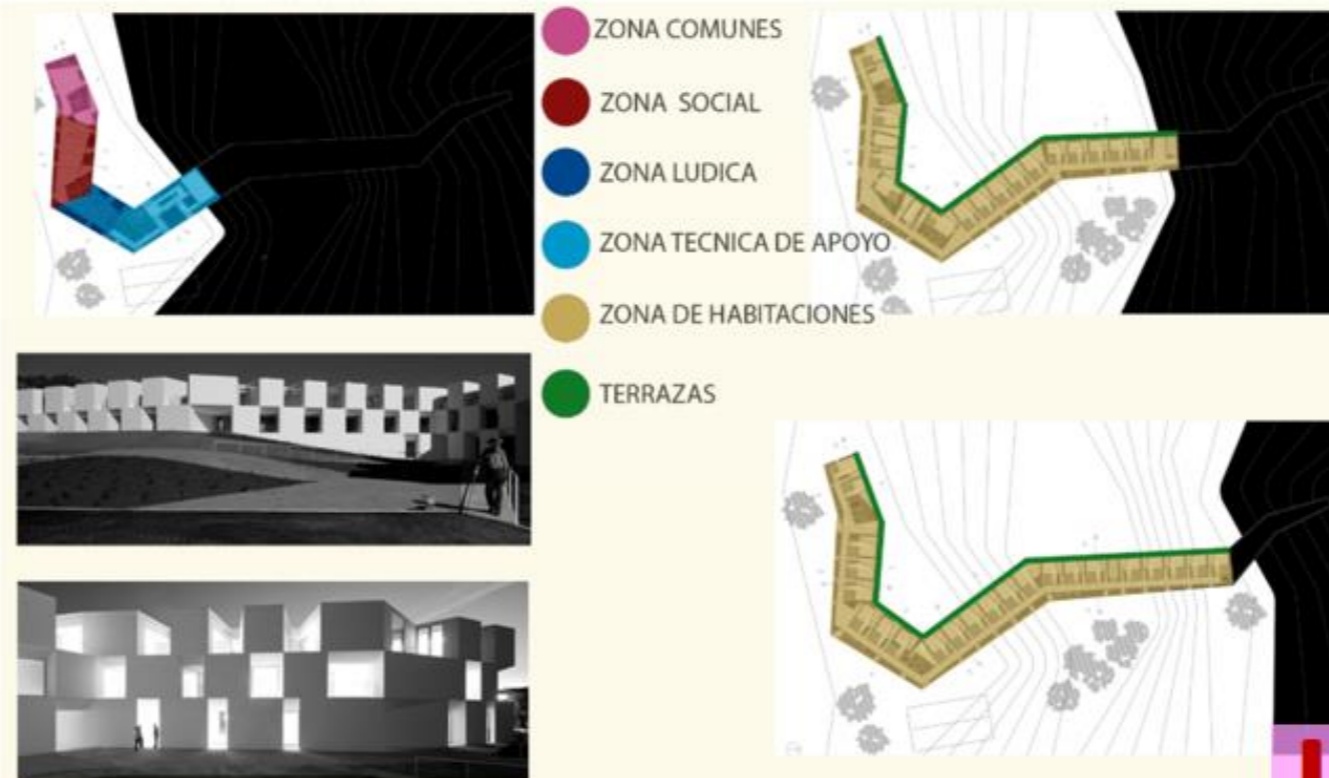 ZONA COMUNES
ZONA SOCIAL
ZONA LUDICA
ZONA TECNICA DE APOYO
ZONA DE HABITACIONES
TERRAZAS